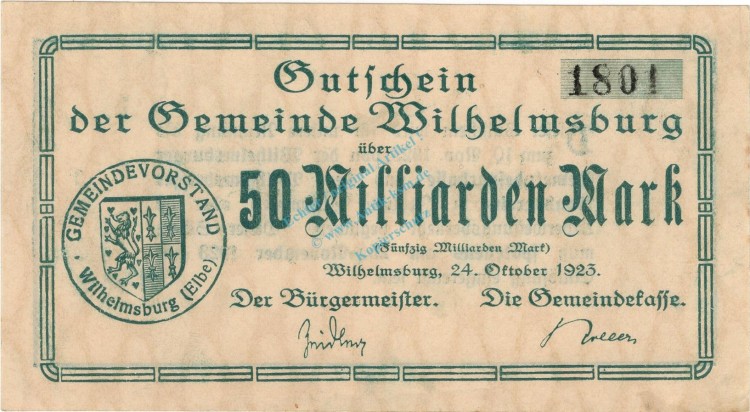 1801
Gutschein
der Gemeinde Wilhelmsburg
über
50 Milliarden Mark
(Fünfzig Milliarden Mark)
Wilhelmsburg, 24. Oktober 1923.
Der Bürgermeister. Die Gemeindekasse.
GEMEINDEVORSTAND
Wilhelmsburg (Elbe)